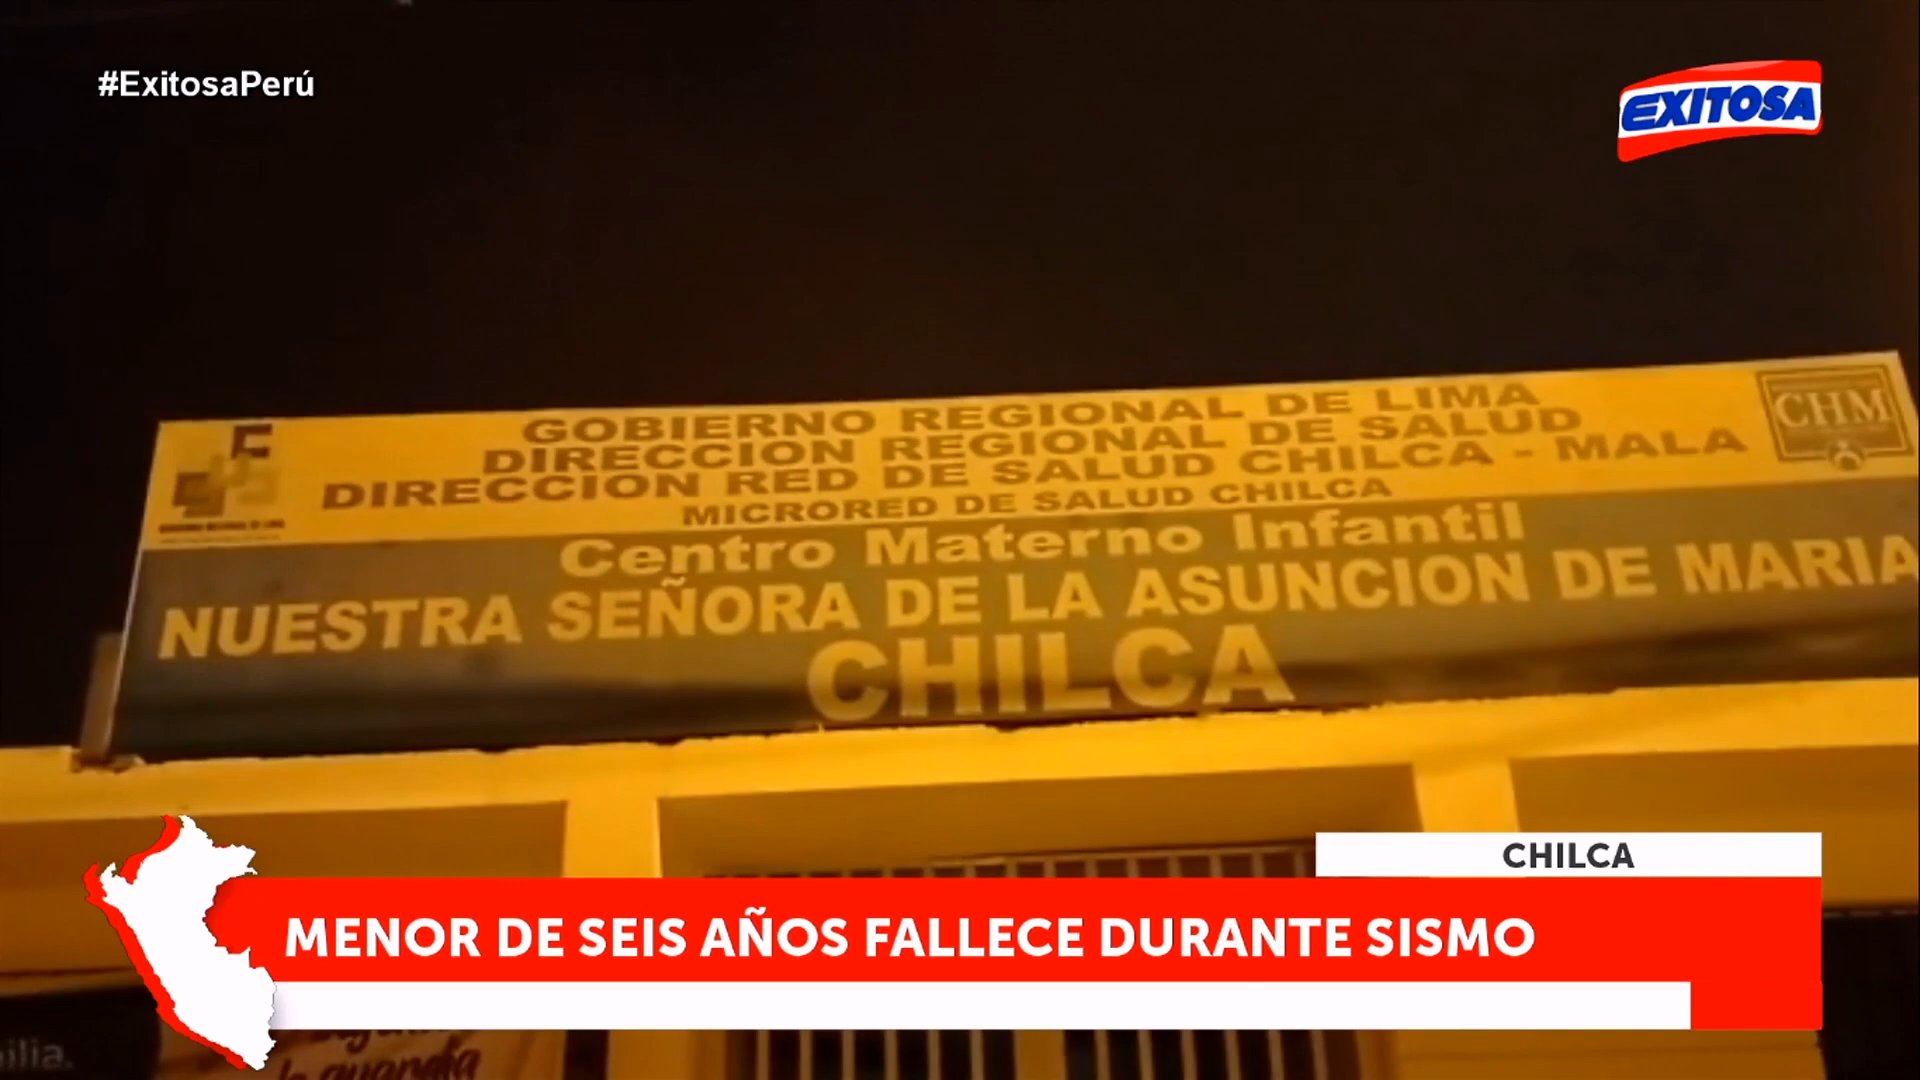 #ExitosaPerú
EXITOSA
GOBIERNO REGIONAL DE LIMA
DIRECCION REGIONAL DE SALUD
DIRECCION RED DE SALUD CHILCA - MALA
MICRORED DE SALUD CHILCA
CHM
Centro Materno Infantil
NUESTRA SEÑORA DE LA ASUNCION DE MARIA
CHILCA
CHILCA
MENOR DE SEIS AÑOS FALLECE DURANTE SISMO
la guardia